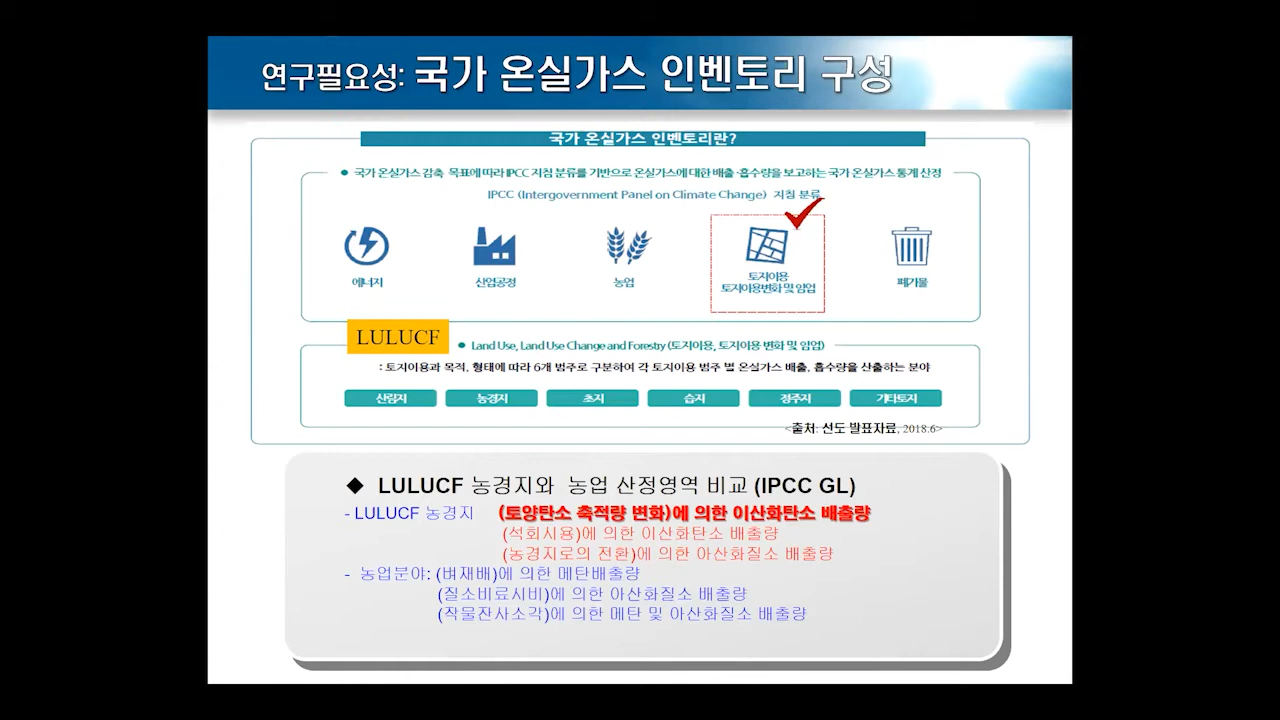 연구필요성: 국가 온실가스 인벤토리 구성
국가 온실가스 인벤토리란?
● 국가 온실가스 감축 목표에 따라 IPCC 지침 분류를 기반으로 온실가스에 대한 배출·흡수량을 보고하는 국가 온실가스 통계 산정
IPCC (Intergovernment Panel on Climate Change) 지침 분류
에너지
산업공정
농업
토지이용
토지이용변화 및 임업
폐기물
LULUCF
● Land Use, Land Use Change and Forestry (토지이용, 토지이용 변화 및 임업)
: 토지이용과 목적, 형태에 따라 6개 범주로 구분하여 각 토지이용 범주 별 온실가스 배출, 흡수량을 산출하는 분야
산림지
농경지
초지
습지
정주지
기타토지
<출처: 선도 발표자료, 2018.6>
◆ LULUCF 농경지와 농업 산정영역 비교 (IPCC GL)
- LULUCF 농경지 (토양탄소 축적량 변화)에 의한 이산화탄소 배출량
(석회시용)에 의한 이산화탄소 배출량
(농경지로의 전환)에 의한 아산화질소 배출량
- 농업분야: (벼재배)에 의한 메탄배출량
(질소비료시비)에 의한 아산화질소 배출량
(작물잔사소각)에 의한 메탄 및 아산화질소 배출량